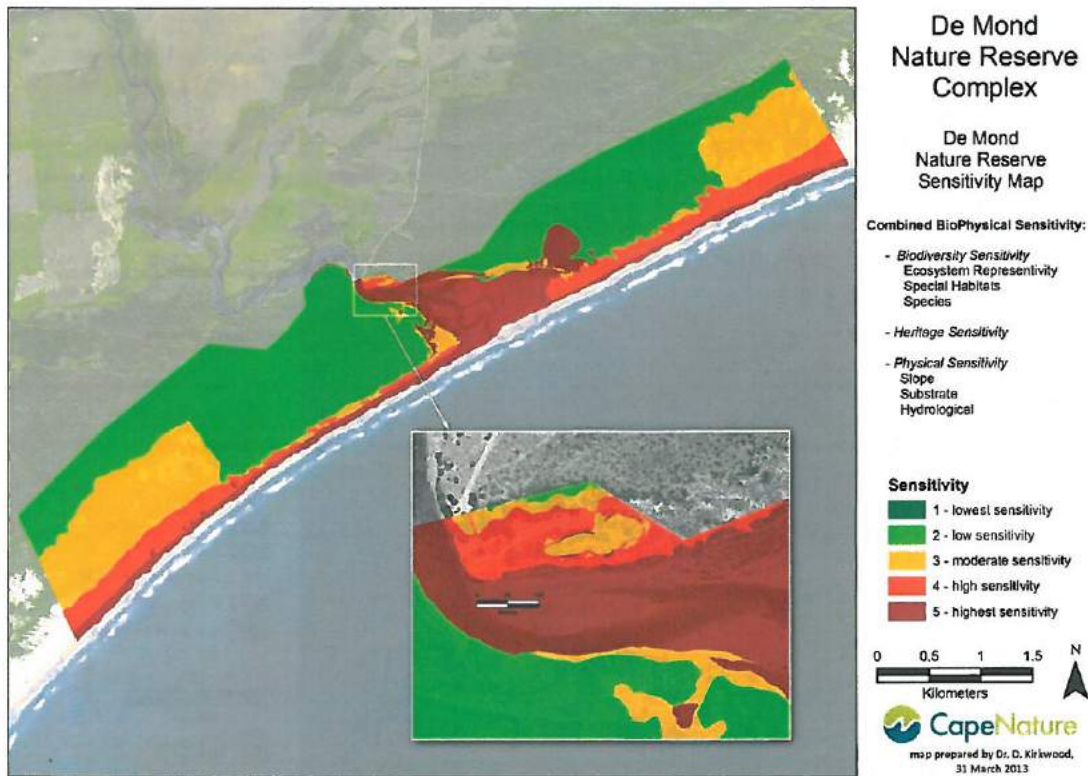 De Mond
Nature Reserve
Complex
De Mond
Nature Reserve
Sensitivity Map
Combined BioPhysical Sensitivity:
- Biodiversity Sensitivity
Ecosystem Representivity
Special Habitats
Species
- Heritage Sensitivity
- Physical Sensitivity
Slope
Substrate
Hydrological
Sensitivity
1 - lowest sensitivity
2 - low sensitivity
3 - moderate sensitivity
4 - high sensitivity
5 - highest sensitivity
0 0.5 1 1.5
Kilometers
N
CapeNature
map prepared by Dr. D. Kirkwood,
31 March 2013